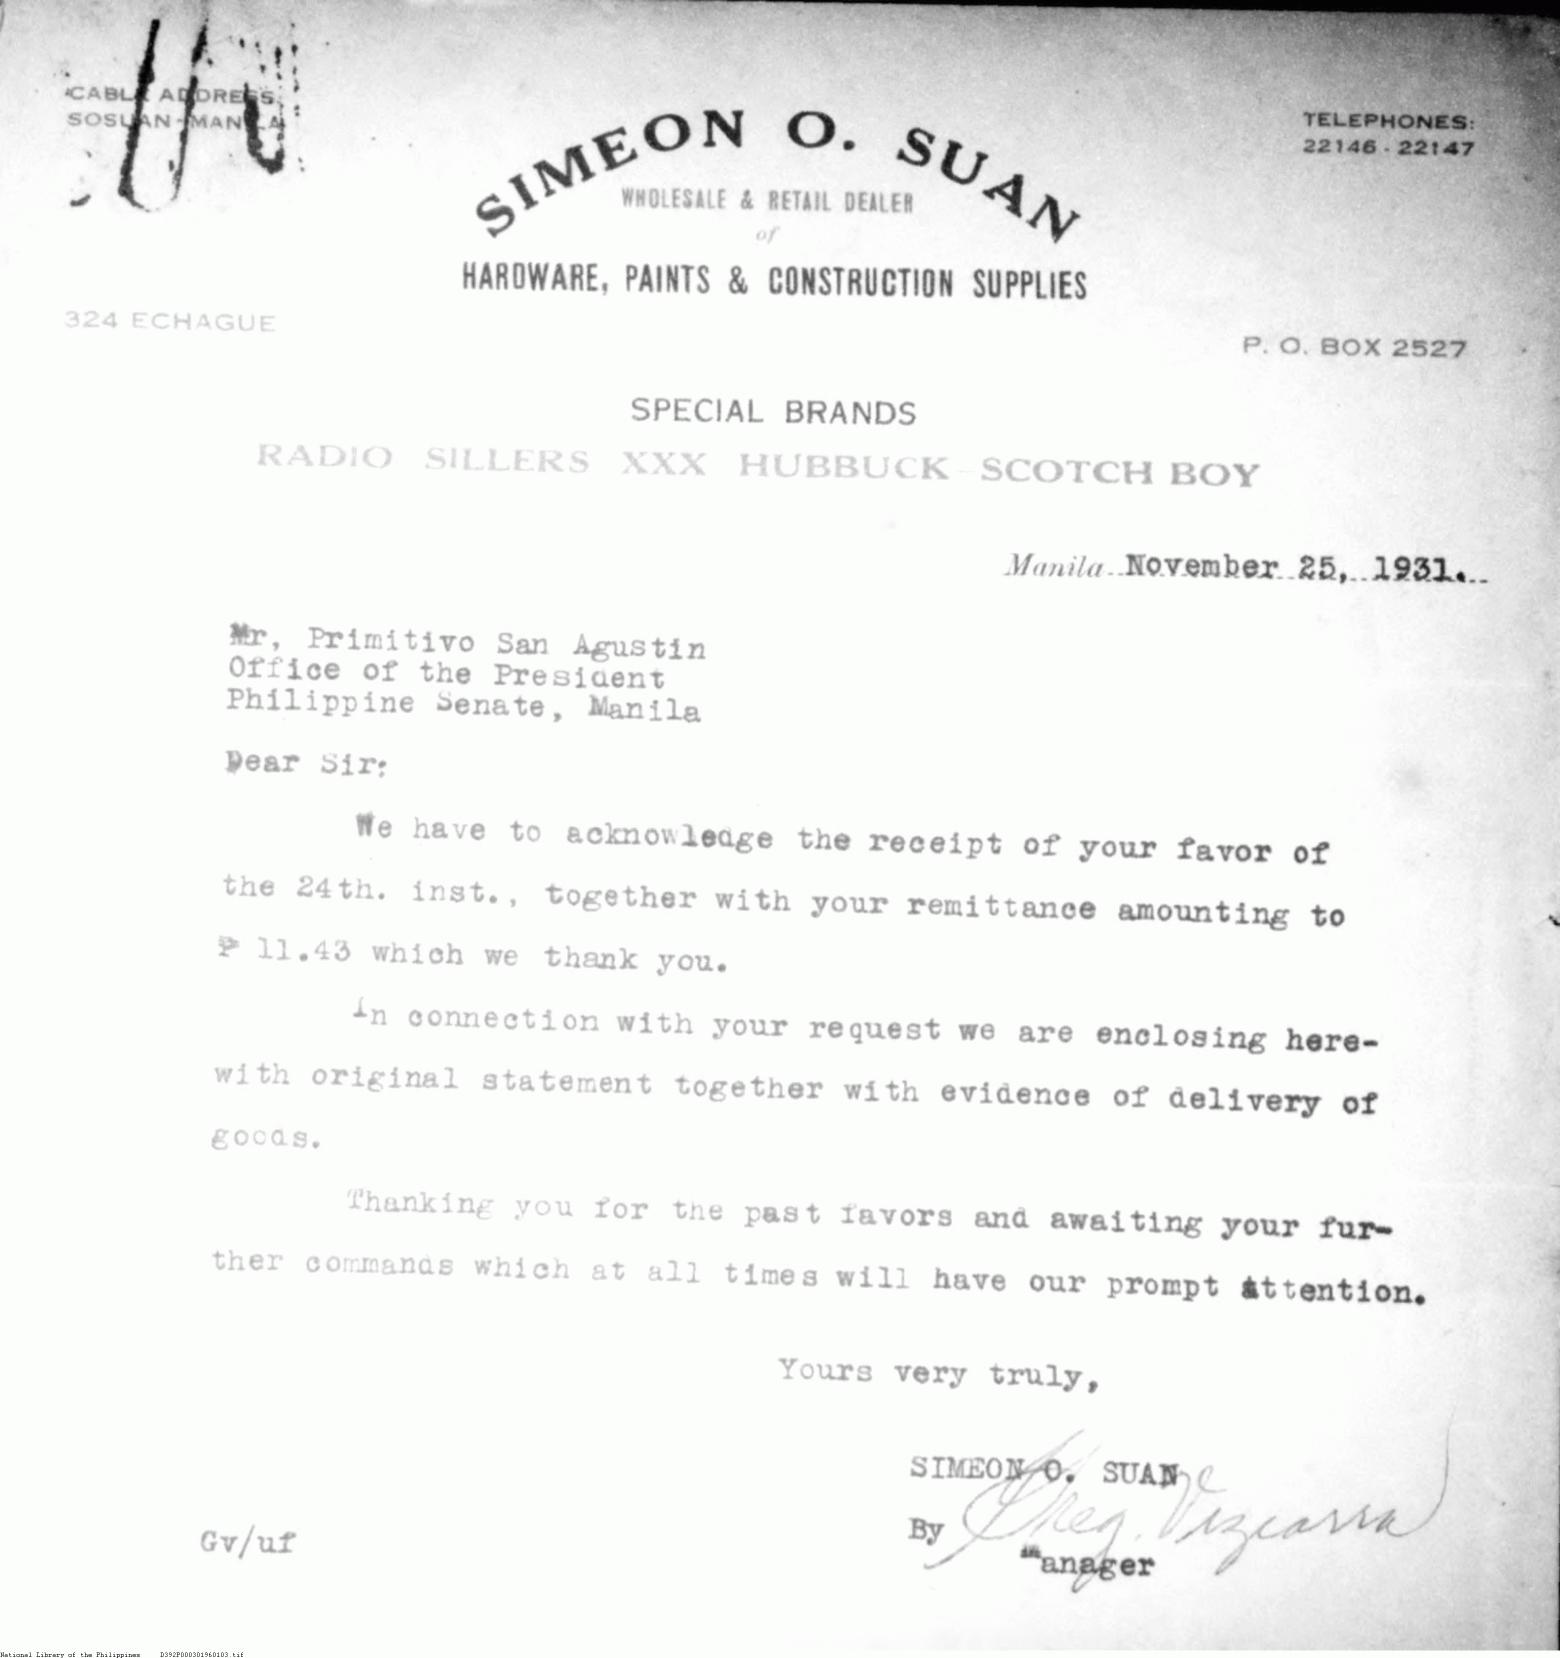 CABLE ADDRESS
SOSUAN-MANILA
TELEPHONES:
22146 - 22147
SIMEON O. SUAN
WHOLESALE & RETAIL DEALER
of
HARDWARE, PAINTS & CONSTRUCTION SUPPLIES
324 ECHAGUE
P. O. BOX 2527
SPECIAL BRANDS
RADIO SILLERS XXX HUBBUCK - SCOTCH BOY
Manila November 25, 1931.
Mr, Primitivo San Agustin
Office of the President
Philippine Senate, Manila
Dear Sir:
We have to acknowledge the receipt of your favor of
the 24th. inst., together with your remittance amounting to
₱ 11.43 which we thank you.
In connection with your request we are enclosing here-
with original statement together with evidence of delivery of
goods.
Thanking you for the past favors and awaiting your fur-
ther commands which at all times will have our prompt attention.
Yours very truly,
SIMEON O. SUAN
By Greg.
Manager
Gv/uf
National Library of the Philippines D392P000301960103.tif